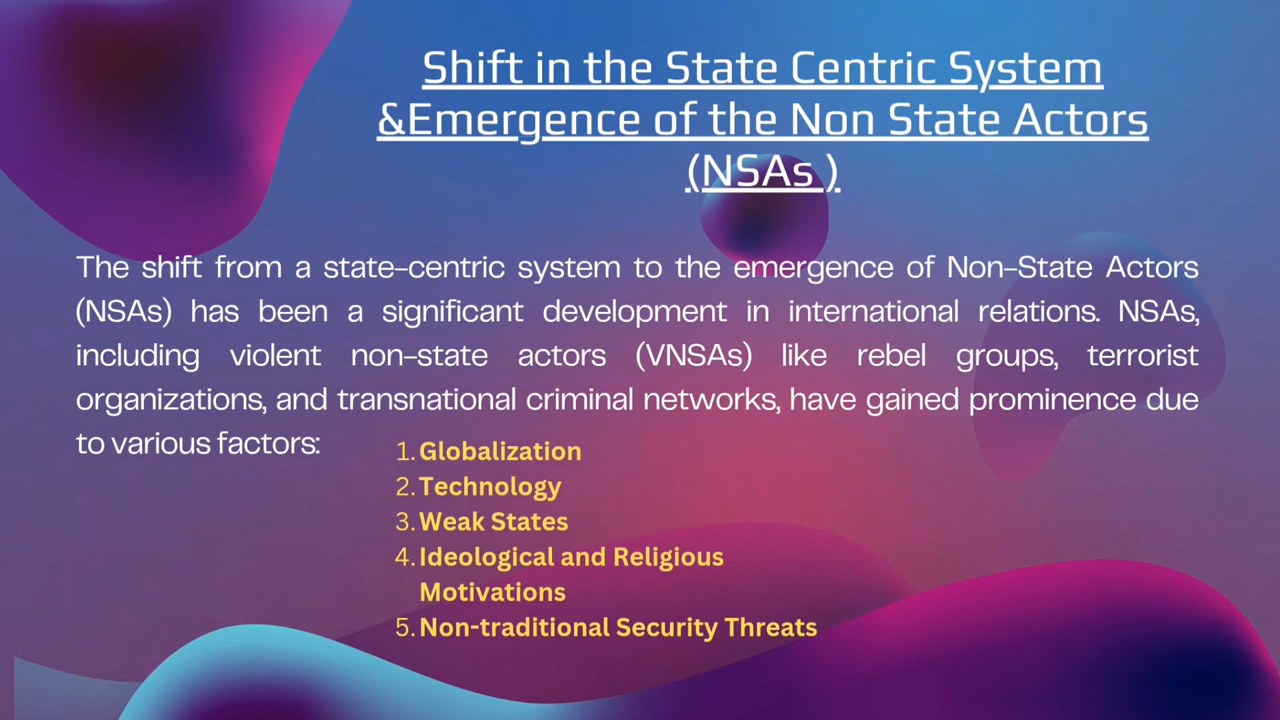 Shift in the State Centric System
&Emergence of the Non State Actors
(NSAs )
The shift from a state-centric system to the emergence of Non-State Actors
(NSAs) has been a significant development in international relations. NSAs,
including violent non-state actors (VNSAs) like rebel groups, terrorist
organizations, and transnational criminal networks, have gained prominence due
to various factors:
1. Globalization
2. Technology
3. Weak States
4. Ideological and Religious
Motivations
5. Non-traditional Security Threats